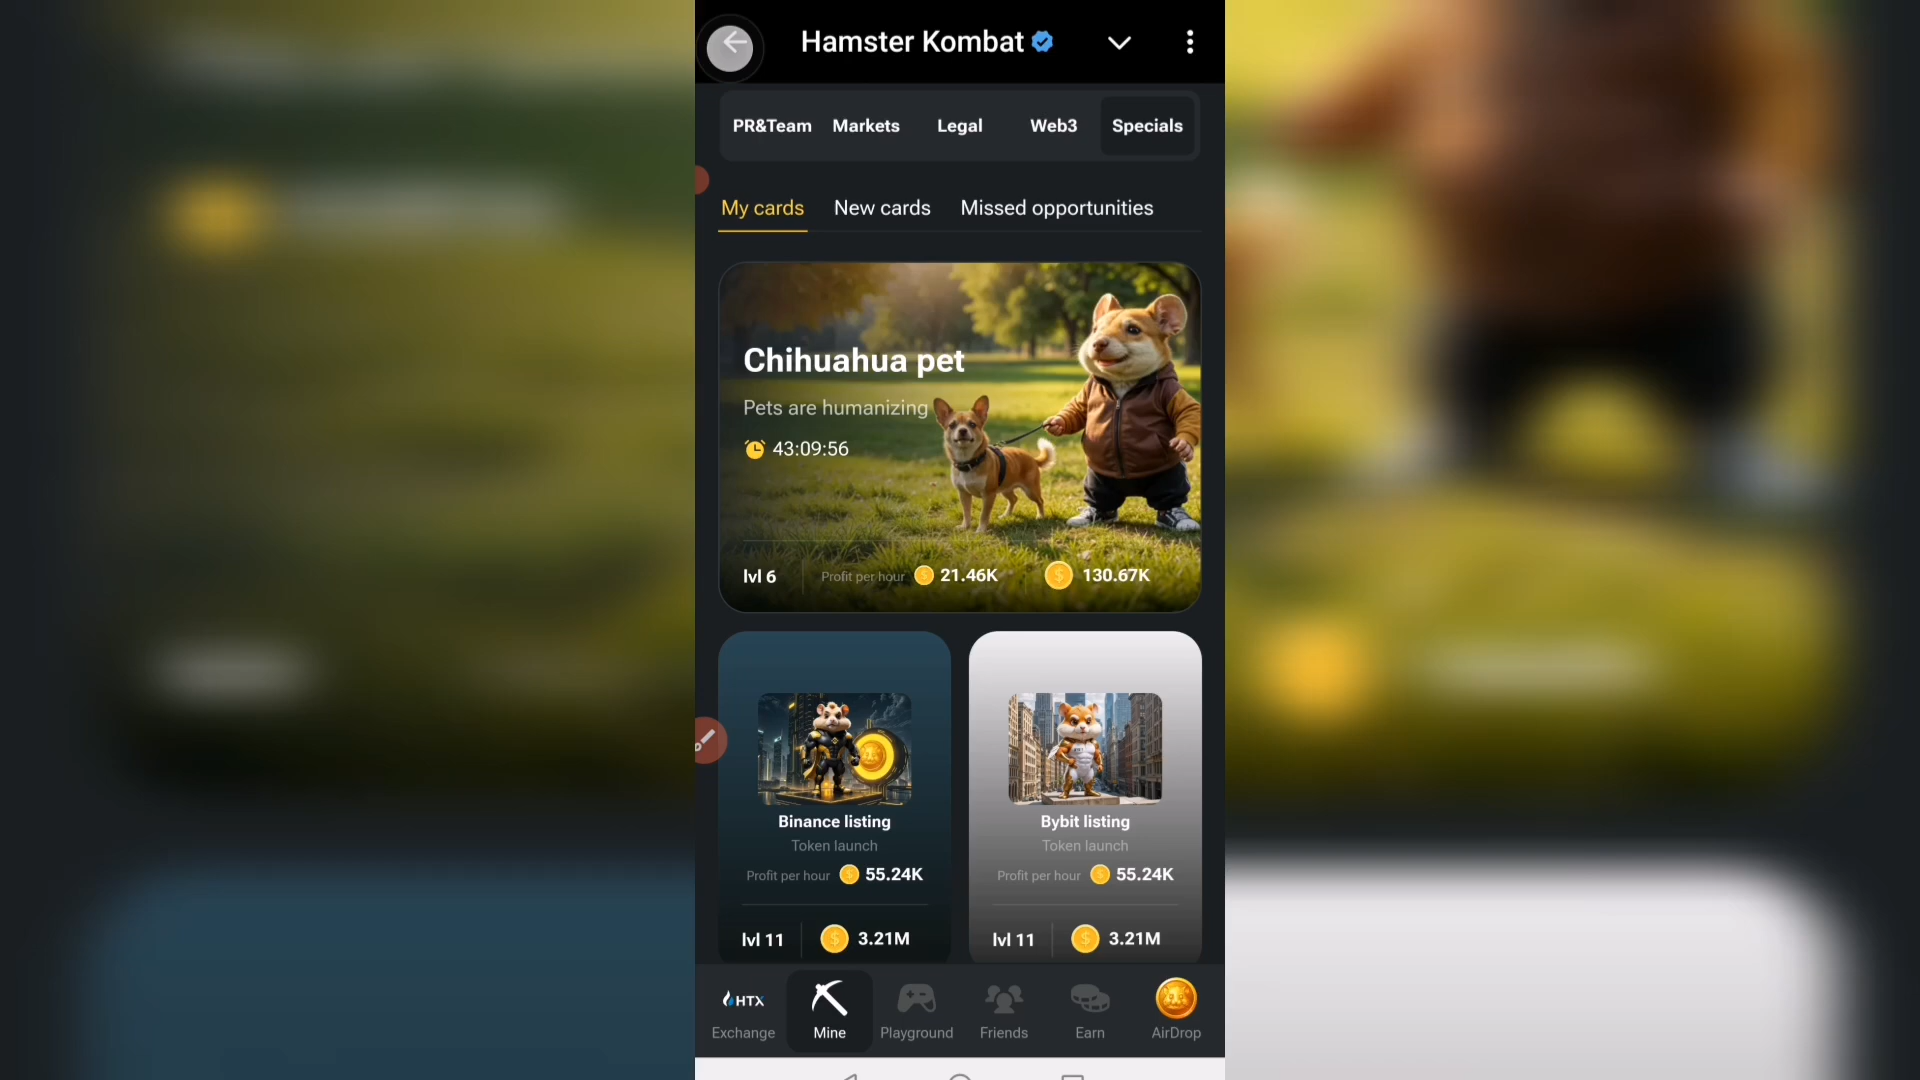 Hamster Kombat
PR&Team Markets Legal Web3 Specials
My cards New cards Missed opportunities
Chihuahua pet
Pets are humanizing
43:09:56
lvl 6 Profit per hour 21.46K 130.67K
Binance listing
Token launch
Profit per hour 55.24K
lvl 11 3.21M
Bybit listing
Token launch
Profit per hour 55.24K
lvl 11 3.21M
HTX
Exchange Mine Playground Friends Earn AirDrop